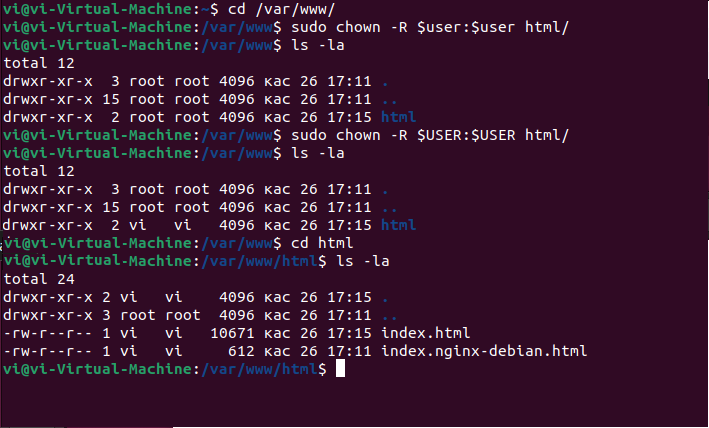 vi@vi-Virtual-Machine:~$ cd /var/www/
vi@vi-Virtual-Machine:/var/www$ sudo chown -R $user:$user html/
vi@vi-Virtual-Machine:/var/www$ ls -la
total 12
drwxr-xr-x  3 root root 4096 кас 26 17:11 .
drwxr-xr-x 15 root root 4096 кас 26 17:11 ..
drwxr-xr-x  2 root root 4096 кас 26 17:15 html
vi@vi-Virtual-Machine:/var/www$ sudo chown -R $USER:$USER html/
vi@vi-Virtual-Machine:/var/www$ ls -la
total 12
drwxr-xr-x  3 root root 4096 кас 26 17:11 .
drwxr-xr-x 15 root root 4096 кас 26 17:11 ..
drwxr-xr-x  2 vi   vi   4096 кас 26 17:15 html
vi@vi-Virtual-Machine:/var/www$ cd html
vi@vi-Virtual-Machine:/var/www/html$ ls -la
total 24
drwxr-xr-x 2 vi   vi    4096 кас 26 17:15 .
drwxr-xr-x 3 root root  4096 кас 26 17:11 ..
-rw-r--r-- 1 vi   vi   10671 кас 26 17:15 index.html
-rw-r--r-- 1 vi   vi     612 кас 26 17:11 index.nginx-debian.html
vi@vi-Virtual-Machine:/var/www/html$